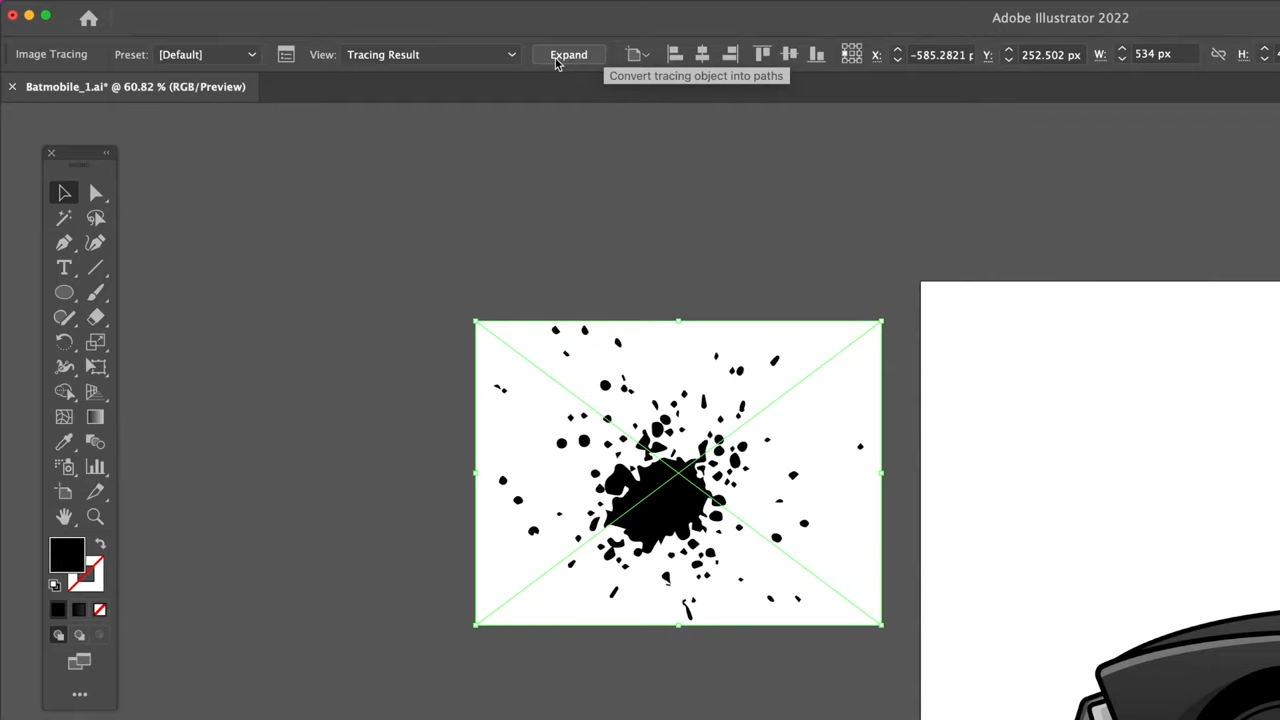 Adobe Illustrator 2022
Image Tracing Preset: [Default] View: Tracing Result Expand X: -585.2821 p Y: 252.502 px W: 534 px H:
Convert tracing object into paths
Batmobile_1.ai* @ 60.82 % (RGB/Preview)